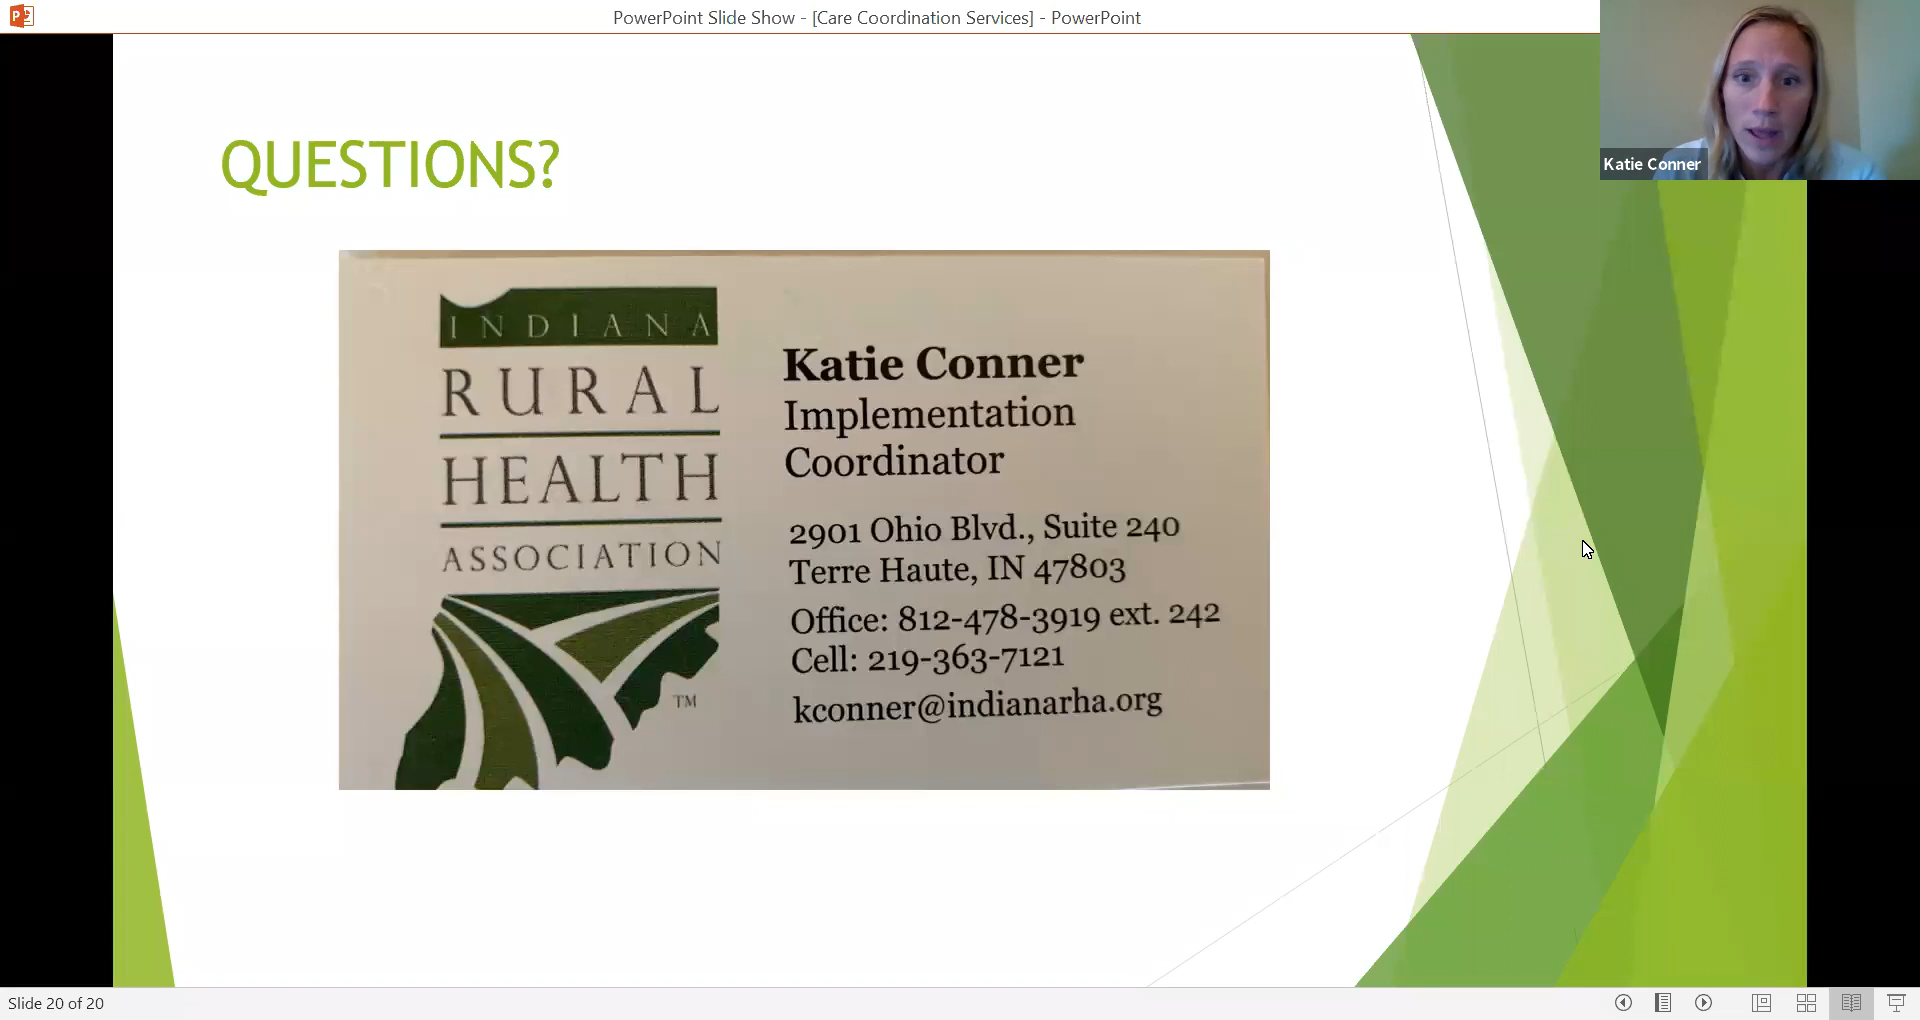 PowerPoint Slide Show - [Care Coordination Services] - PowerPoint
Katie Conner
QUESTIONS?
INDIANA
RURAL
HEALTH
ASSOCIATION
TM
Katie Conner
Implementation
Coordinator
2901 Ohio Blvd., Suite 240
Terre Haute, IN 47803
Office: 812-478-3919 ext. 242
Cell: 219-363-7121
kconner@indianarha.org
Slide 20 of 20